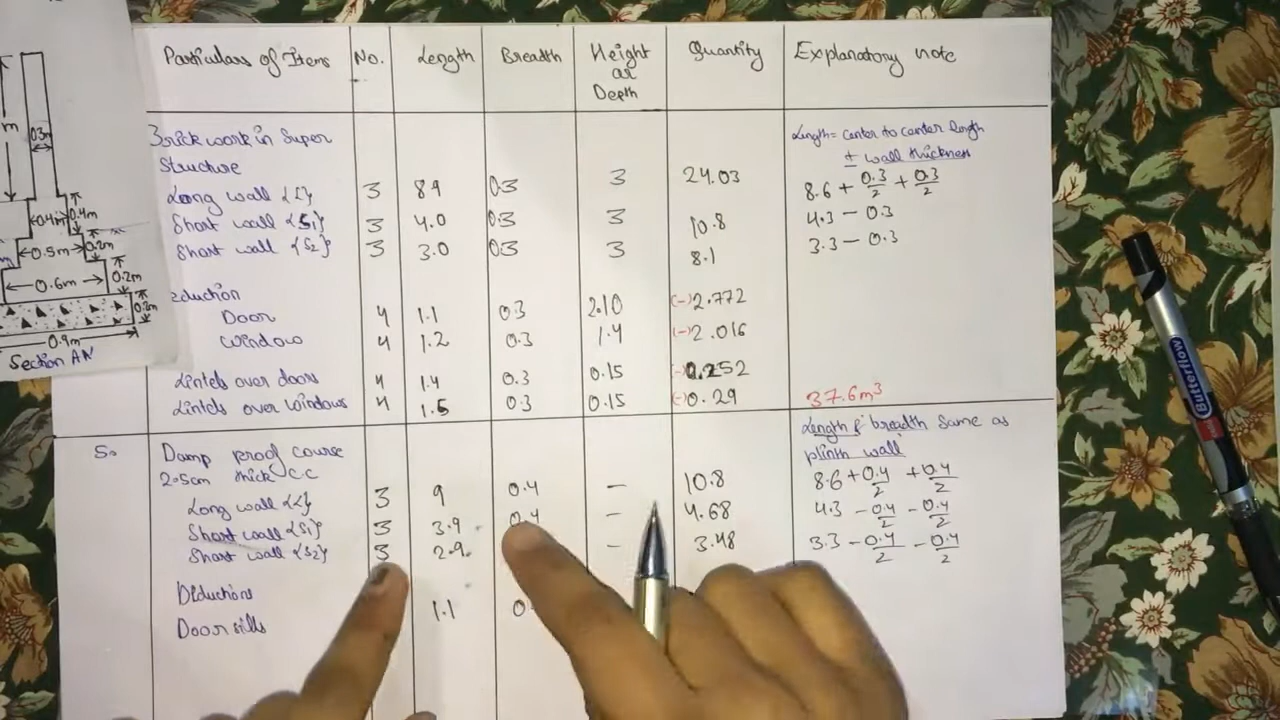 Particulars of Items No. Length Breadth Height or Depth Quantity Explanatory note
Brick work in Super
Structure
Length = center to center length
± wall thickness
Long wall {L} 3 8.9 0.3 3 24.03 8.6 + 0.3/2 + 0.3/2
Short wall {S1} 3 4.0 0.3 3 10.8 4.3 - 0.3
Short wall {S2} 3 3.0 0.3 3 8.1 3.3 - 0.3
eduction
Door 4 1.1 0.3 2.10 (-)2.772
Window 4 1.2 0.3 1.4 (-)2.016
Lintels over doors 4 1.4 0.3 0.15 (-)0.252
Lintels over windows 4 1.5 0.3 0.15 (-)0.29 37.6m³
5. Damp proof course
2.5cm thick C.C
Length & breadth same as
plinth wall
Long wall {L} 3 9 0.4 - 10.8 8.6 + 0.4/2 + 0.4/2
Short wall {S1} 3 3.9 0.4 - 4.68 4.3 - 0.4/2 - 0.4/2
Short wall {S2} 3 2.9 - 3.48 3.3 - 0.4/2 - 0.4/2
Deductions
Door sills 1.1
m
0.3m
0.4m 0.4m
0.5m 0.2m
0.6m 0.2m
0.9m
Section AN
Butterflow